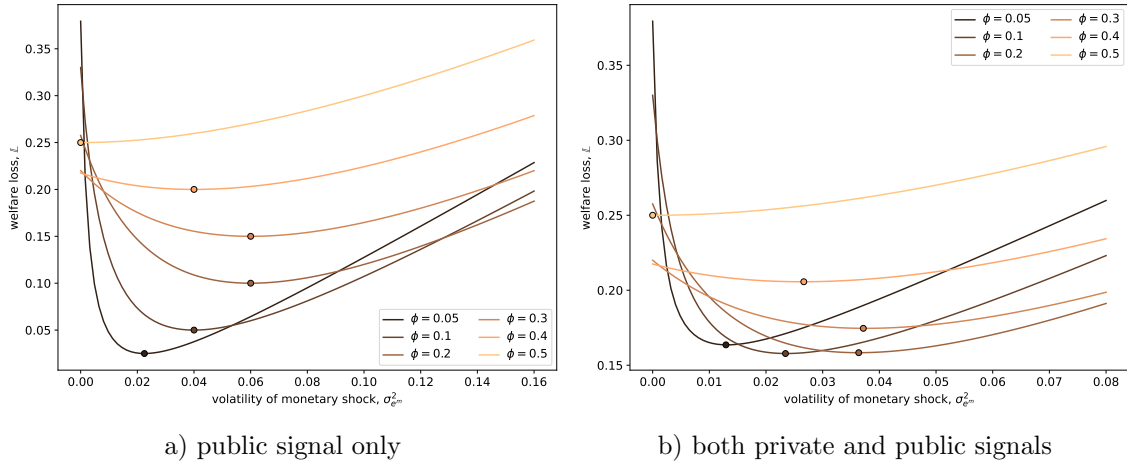 0.35
0.30
0.25
0.20
0.15
0.10
0.05
welfare loss, 𝕃
0.00 0.02 0.04 0.06 0.08 0.10 0.12 0.14 0.16
volatility of monetary shock, σ²ₑᵐ
ϕ = 0.05 ϕ = 0.3
ϕ = 0.1 ϕ = 0.4
ϕ = 0.2 ϕ = 0.5
a) public signal only
0.35
0.30
0.25
0.20
0.15
welfare loss, 𝕃
0.00 0.01 0.02 0.03 0.04 0.05 0.06 0.07 0.08
volatility of monetary shock, σ²ₑᵐ
ϕ = 0.05 ϕ = 0.3
ϕ = 0.1 ϕ = 0.4
ϕ = 0.2 ϕ = 0.5
b) both private and public signals